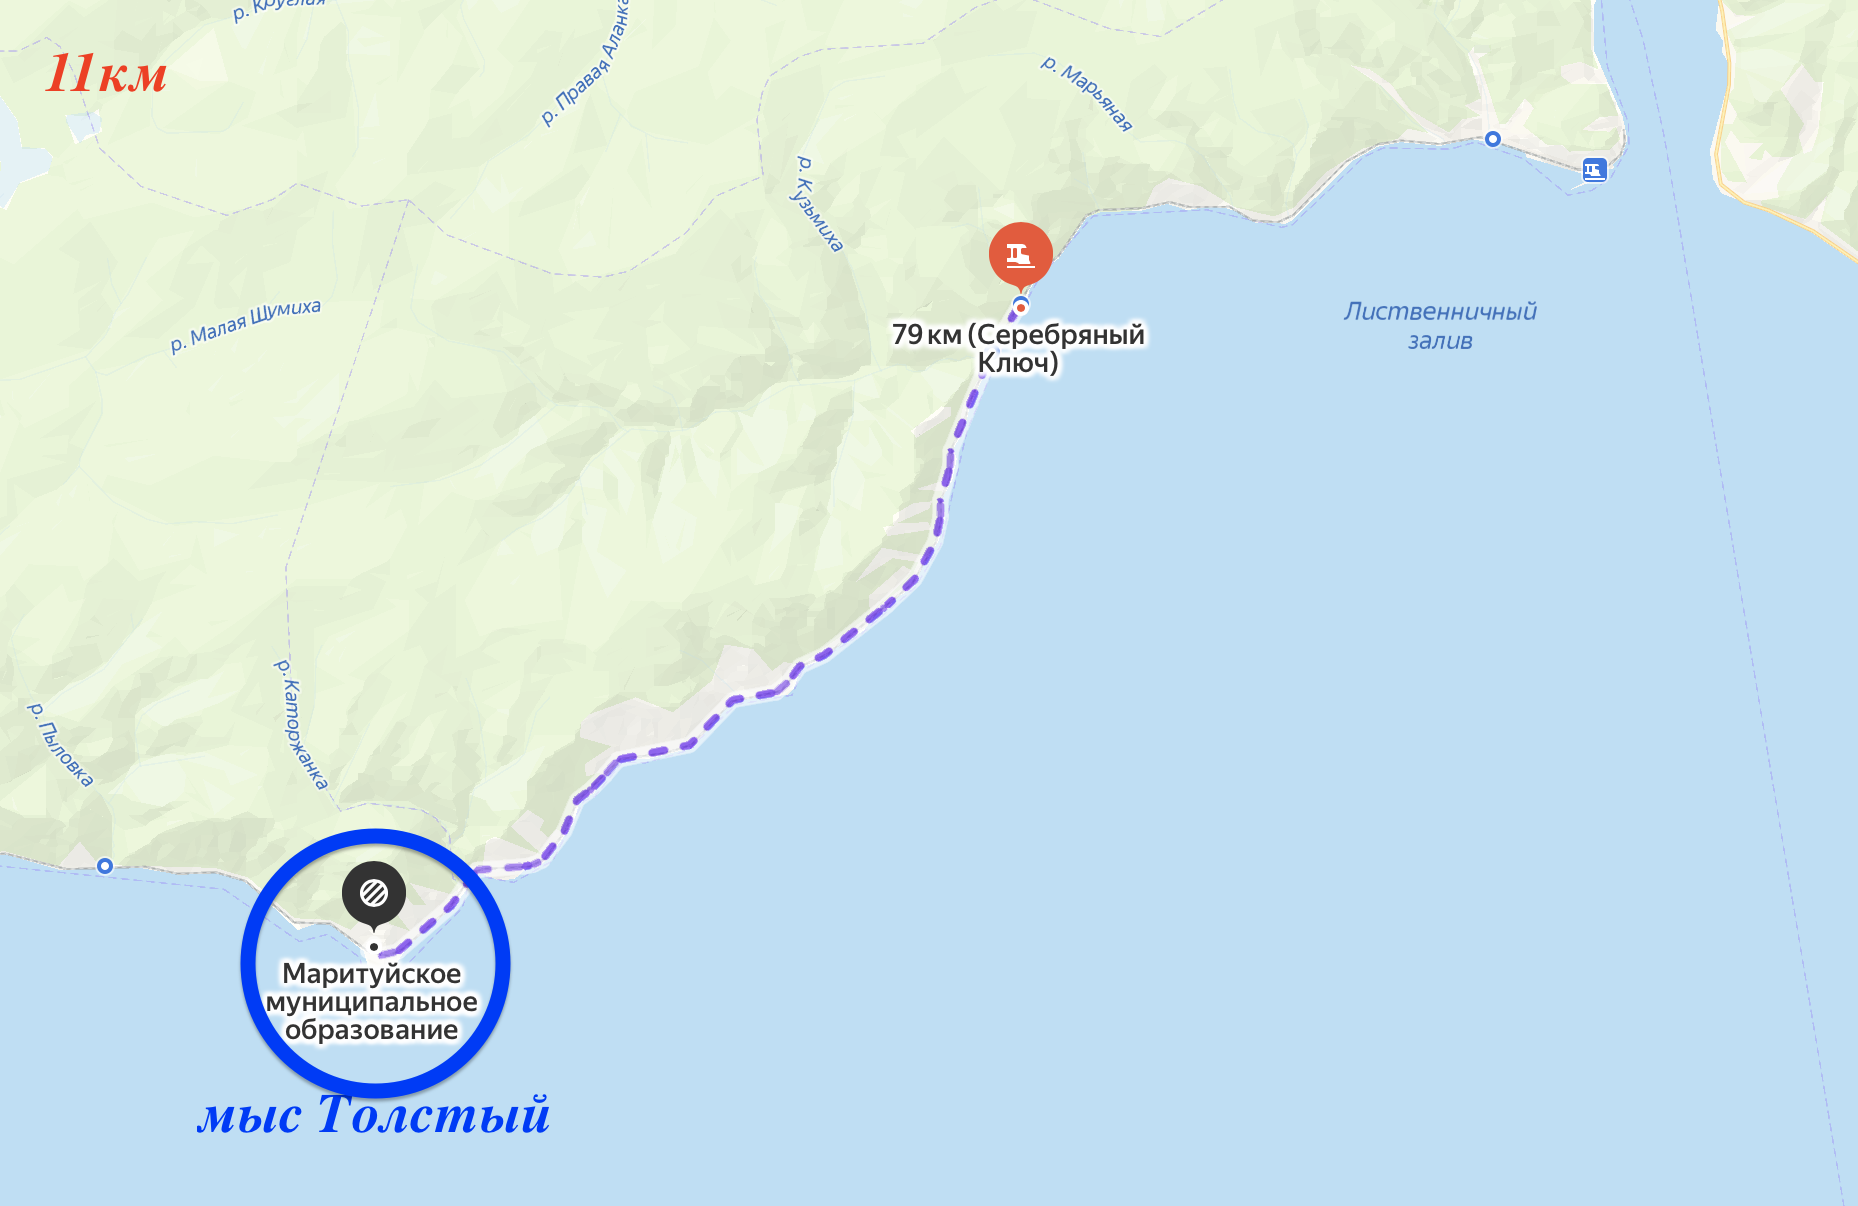 р. Круглая
11км
р. Правая Аланка
р. Марьяная
р. Кузьмиха
р. Малая Шумиха
79 км (Серебряный
Ключ)
Лиственничный
залив
р. Каторжанка
р. Пыловка
Маритуйское
муниципальное
образование
мыс Толстый